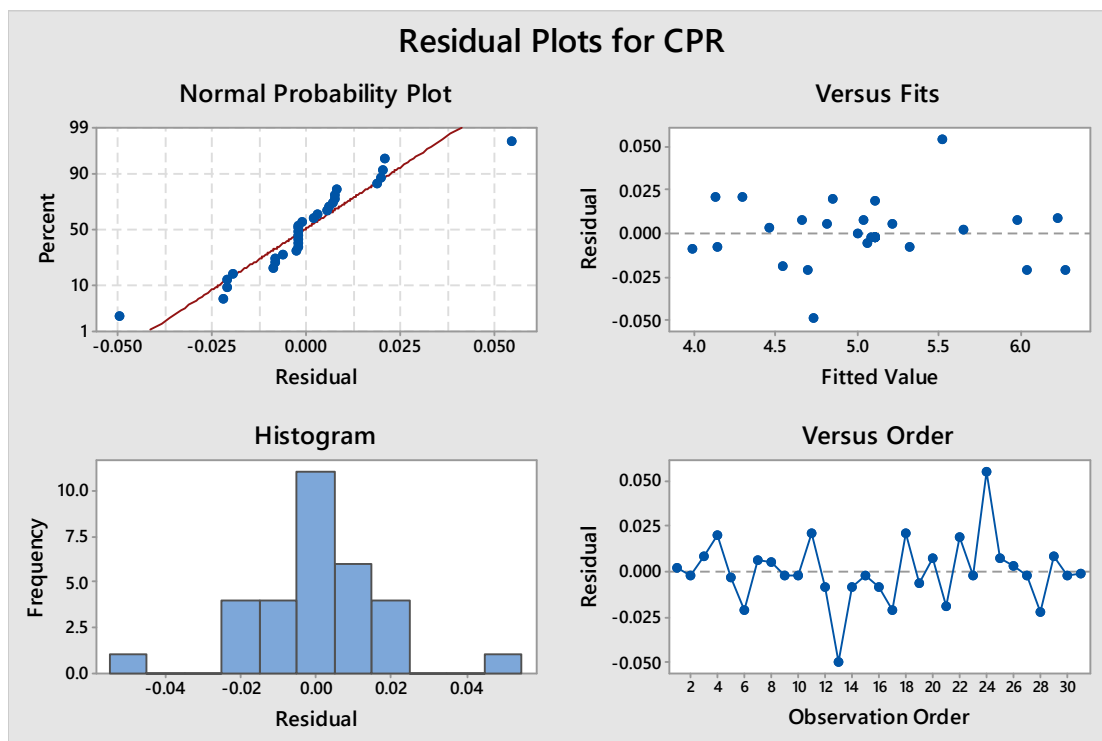 Residual Plots for CPR
Normal Probability Plot
99
90
50
10
1
Percent
-0.050 -0.025 0.000 0.025 0.050
Residual
Versus Fits
0.050
0.025
0.000
-0.025
-0.050
Residual
4.0 4.5 5.0 5.5 6.0
Fitted Value
Histogram
10.0
7.5
5.0
2.5
0.0
Frequency
-0.04 -0.02 0.00 0.02 0.04
Residual
Versus Order
0.050
0.025
0.000
-0.025
-0.050
Residual
2 4 6 8 10 12 14 16 18 20 22 24 26 28 30
Observation Order